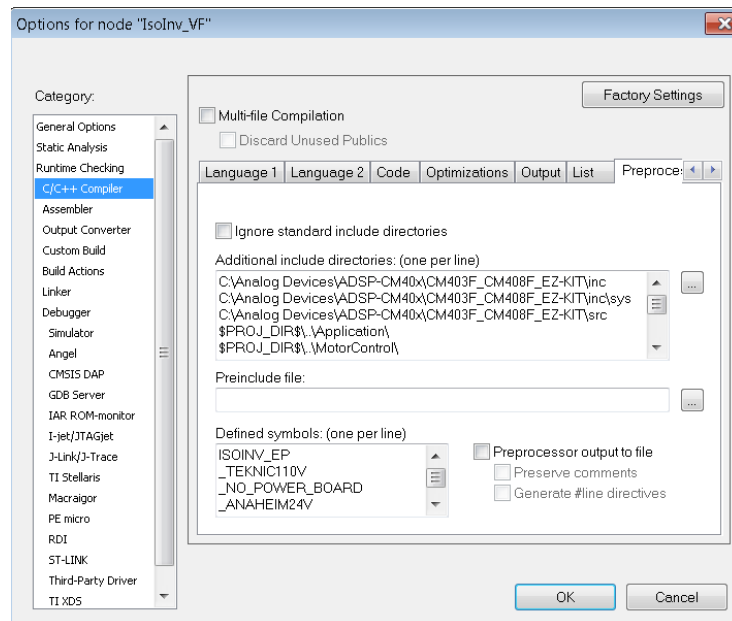 Options for node "IsoInv_VF"
Category:
Factory Settings
General Options
Static Analysis
Runtime Checking
C/C++ Compiler
Assembler
Output Converter
Custom Build
Build Actions
Linker
Debugger
Simulator
Angel
CMSIS DAP
GDB Server
IAR ROM-monitor
I-jet/JTAGjet
J-Link/J-Trace
TI Stellaris
Macraigor
PE micro
RDI
ST-LINK
Third-Party Driver
TI XDS
Multi-file Compilation
Discard Unused Publics
Language 1 Language 2 Code Optimizations Output List Preproces
Ignore standard include directories
Additional include directories: (one per line)
C:\Analog Devices\ADSP-CM40x\CM403F_CM408F_EZ-KIT\inc
C:\Analog Devices\ADSP-CM40x\CM403F_CM408F_EZ-KIT\inc\sys
C:\Analog Devices\ADSP-CM40x\CM403F_CM408F_EZ-KIT\src
$PROJ_DIR$\..\Application\
$PROJ_DIR$\..\MotorControl\
...
Preinclude file:
...
Defined symbols: (one per line)
ISOINV_EP
_TEKNIC110V
_NO_POWER_BOARD
_ANAHEIM24V
Preprocessor output to file
Preserve comments
Generate #line directives
OK Cancel